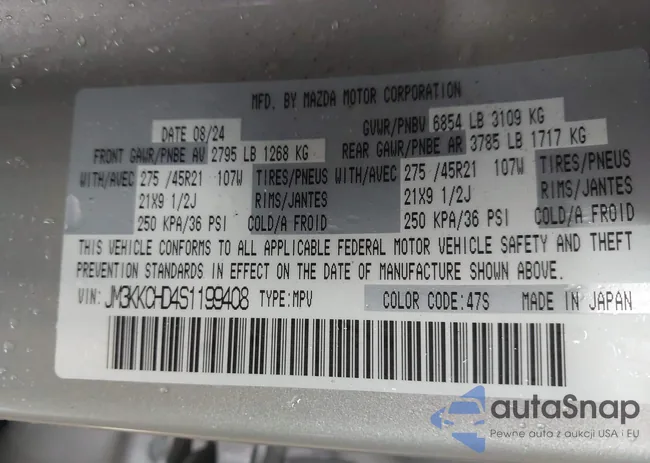 MFD. BY MAZDA MOTOR CORPORATION
DATE 08/24 GVWR/PNBV 6854 LB 3109 KG
FRONT GAWR/PNBE AV 2795 LB 1268 KG REAR GAWR/PNBE AR 3785 LB 1717 KG
WITH/AVEC 275 /45R21 107W TIRES/PNEUS WITH/AVEC 275 /45R21 107W TIRES/PNEUS
21X9 1/2J RIMS/JANTES 21X9 1/2J RIMS/JANTES
250 KPA/36 PSI COLD/A FROID 250 KPA/36 PSI COLD/A FROID
THIS VEHICLE CONFORMS TO ALL APPLICABLE FEDERAL MOTOR VEHICLE SAFETY AND THEFT
PREVENTION STANDARDS IN EFFECT ON THE DATE OF MANUFACTURE SHOWN ABOVE.
VIN: JM3KKCHD4S1199408 TYPE:MPV COLOR CODE:47S MADE IN JAPAN
autaSnap
Pewne auta z aukcji USA i EU